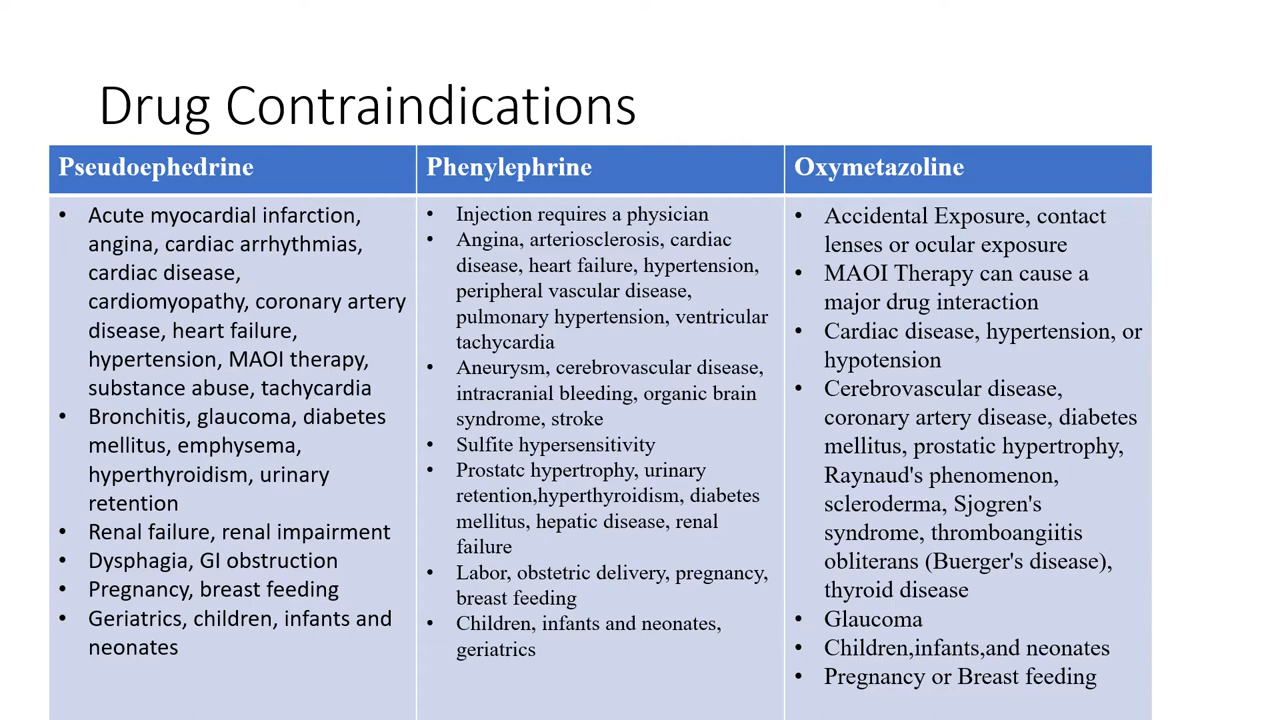 Drug Contraindications
Pseudoephedrine
• Acute myocardial infarction,
angina, cardiac arrhythmias,
cardiac disease,
cardiomyopathy, coronary artery
disease, heart failure,
hypertension, MAOI therapy,
substance abuse, tachycardia
• Bronchitis, glaucoma, diabetes
mellitus, emphysema,
hyperthyroidism, urinary
retention
• Renal failure, renal impairment
• Dysphagia, GI obstruction
• Pregnancy, breast feeding
• Geriatrics, children, infants and
neonates
Phenylephrine
• Injection requires a physician
• Angina, arteriosclerosis, cardiac
disease, heart failure, hypertension,
peripheral vascular disease,
pulmonary hypertension, ventricular
tachycardia
• Aneurysm, cerebrovascular disease,
intracranial bleeding, organic brain
syndrome, stroke
• Sulfite hypersensitivity
• Prostatc hypertrophy, urinary
retention,hyperthyroidism, diabetes
mellitus, hepatic disease, renal
failure
• Labor, obstetric delivery, pregnancy,
breast feeding
• Children, infants and neonates,
geriatrics
Oxymetazoline
• Accidental Exposure, contact
lenses or ocular exposure
• MAOI Therapy can cause a
major drug interaction
• Cardiac disease, hypertension, or
hypotension
• Cerebrovascular disease,
coronary artery disease, diabetes
mellitus, prostatic hypertrophy,
Raynaud's phenomenon,
scleroderma, Sjogren's
syndrome, thromboangiitis
obliterans (Buerger's disease),
thyroid disease
• Glaucoma
• Children,infants,and neonates
• Pregnancy or Breast feeding